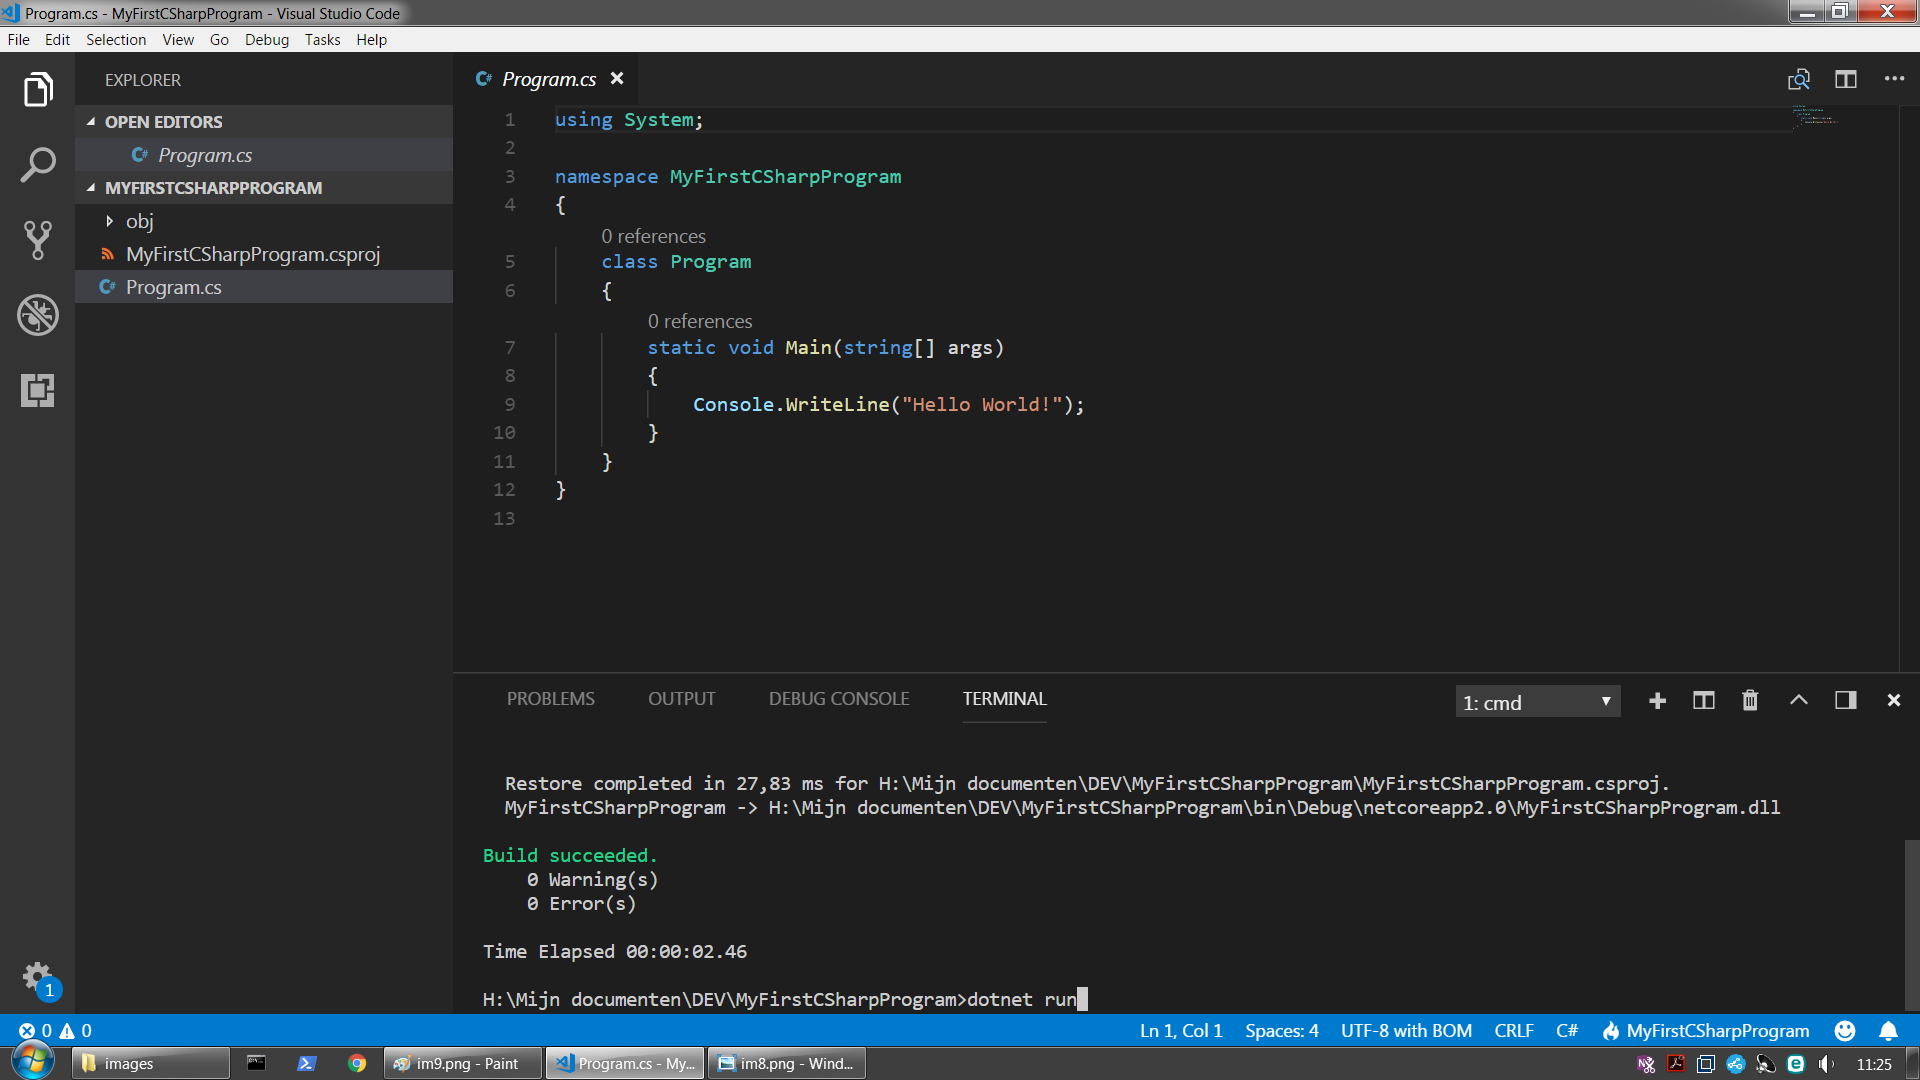 Program.cs - MyFirstCSharpProgram - Visual Studio Code
File Edit Selection View Go Debug Tasks Help
EXPLORER
OPEN EDITORS
C# Program.cs
MYFIRSTCSHARPPROGRAM
obj
MyFirstCSharpProgram.csproj
C# Program.cs
C# Program.cs
1 using System;
2
3 namespace MyFirstCSharpProgram
4 {
0 references
5 class Program
6 {
0 references
7 static void Main(string[] args)
8 {
9 Console.WriteLine("Hello World!");
10 }
11 }
12 }
13
PROBLEMS OUTPUT DEBUG CONSOLE TERMINAL 1: cmd
Restore completed in 27,83 ms for H:\Mijn documenten\DEV\MyFirstCSharpProgram\MyFirstCSharpProgram.csproj.
MyFirstCSharpProgram -> H:\Mijn documenten\DEV\MyFirstCSharpProgram\bin\Debug\netcoreapp2.0\MyFirstCSharpProgram.dll
Build succeeded.
0 Warning(s)
0 Error(s)
Time Elapsed 00:00:02.46
H:\Mijn documenten\DEV\MyFirstCSharpProgram>dotnet run
1
0 0 Ln 1, Col 1 Spaces: 4 UTF-8 with BOM CRLF C# MyFirstCSharpProgram
images im9.png - Paint Program.cs - My... im8.png - Wind... 11:25